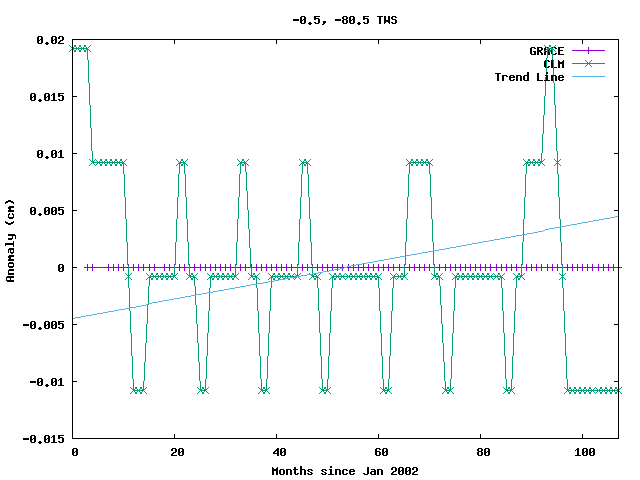 -0.5, -80.5 TWS
GRACE
CLM
Trend Line
0.02
0.015
0.01
0.005
0
-0.005
-0.01
-0.015
Anomaly (cm)
0 20 40 60 80 100
Months since Jan 2002